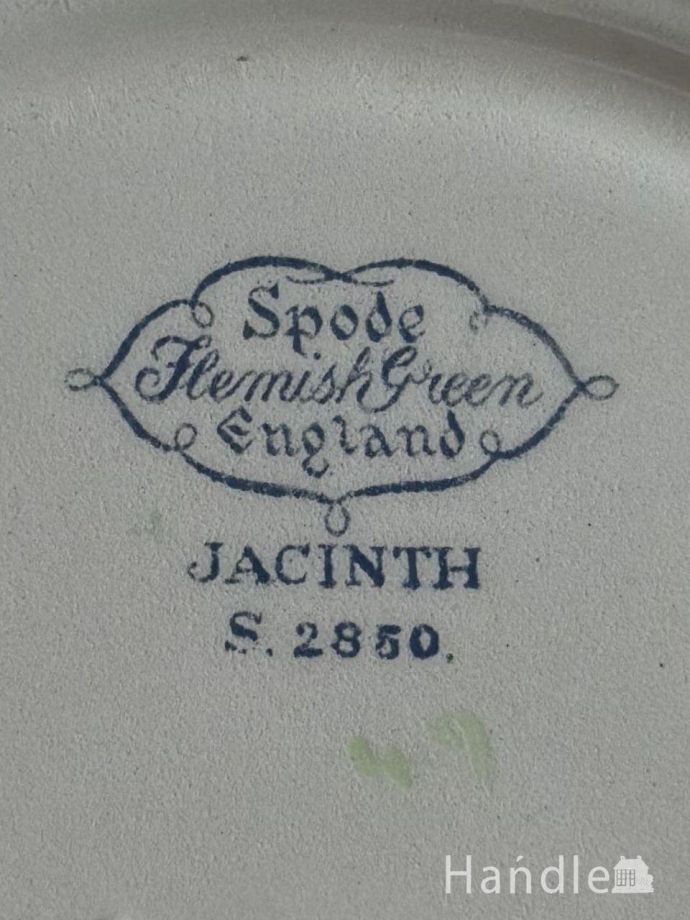 Spode
Flemish Green
England
JACINTH
S. 2850.
Handle